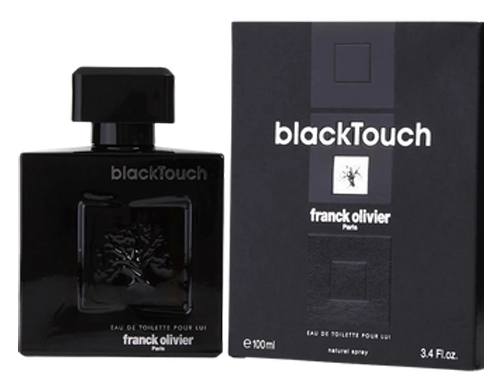 blackTouch
EAU DE TOILETTE POUR LUI
franck olivier
Paris
blackTouch
franck olivier
Paris
EAU DE TOILETTE POUR LUI
℮ 100ml
natural spray
3.4 Fl.oz.